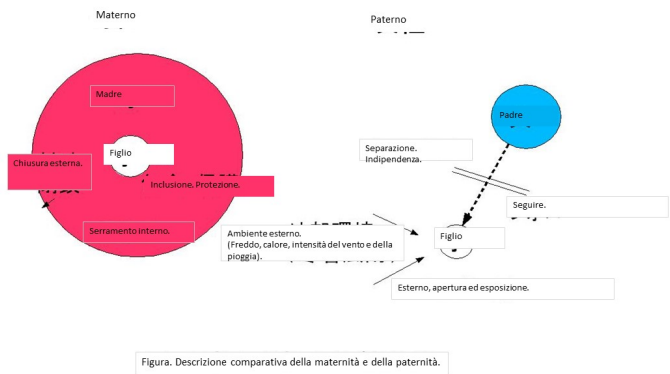 Materno
Paterno
Madre
Padre
Figlio
Separazione.
Indipendenza.
Chiusura esterna.
Inclusione. Protezione.
Seguire.
Serramento interno.
Ambiente esterno.
(Freddo, calore, intensità del vento e della
pioggia).
Figlio
Esterno, apertura ed esposizione.
Figura. Descrizione comparativa della maternità e della paternità.